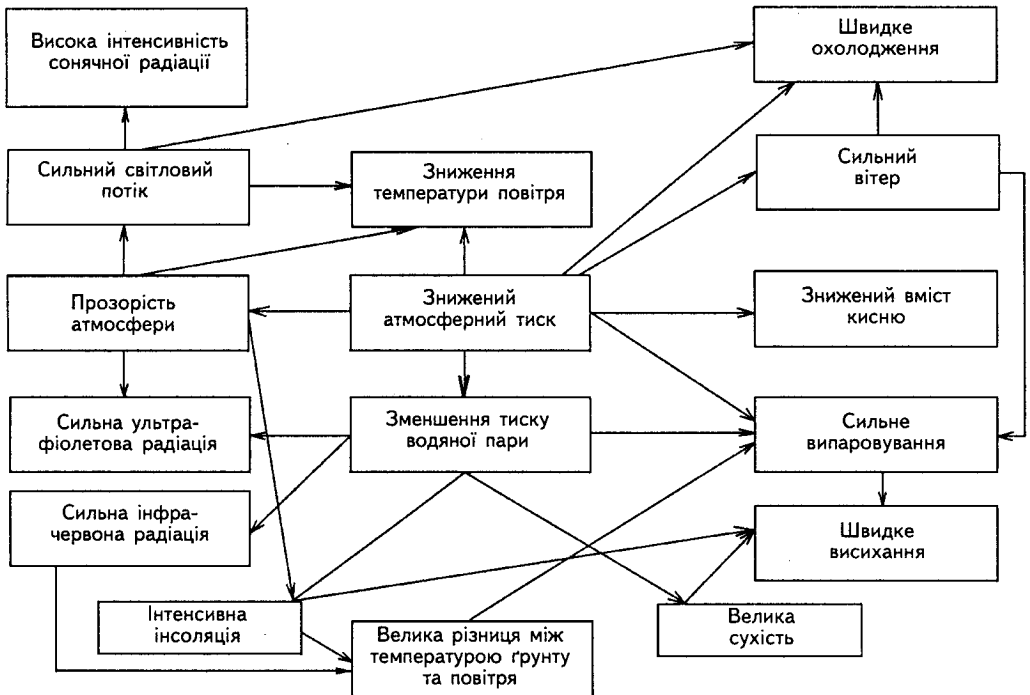 Висока інтенсивність
сонячної радіації
Швидке
охолодження
Сильний світловий
потік
Зниження
температури повітря
Сильний
вітер
Прозорість
атмосфери
Знижений
атмосферний тиск
Знижений вміст
кисню
Сильна ультра-
фіолетова радіація
Зменшення тиску
водяної пари
Сильне
випаровування
Сильна інфра-
червона радіація
Швидке
висихання
Інтенсивна
інсоляція
Велика різниця між
температурою ґрунту
та повітря
Велика
сухість